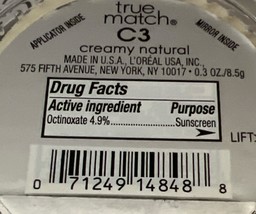 true
match®
APPLICATOR INSIDE
MIRROR INSIDE
C3
creamy natural
MADE IN U.S.A., L'ORÉAL USA, INC.,
575 FIFTH AVENUE, NEW YORK, NY 10017 • 0.3 OZ./8.5g
Drug Facts
Active ingredient Purpose
Octinoxate 4.9%....................Sunscreen
LIFT
0 71249 14848 8